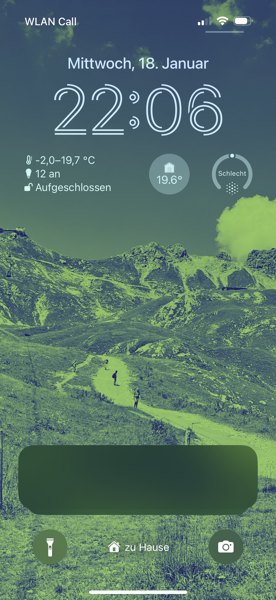 WLAN Call
Mittwoch, 18. Januar
22:06
-2,0–19,7 °C
12 an
Aufgeschlossen
19.6°
Schlecht
zu Hause